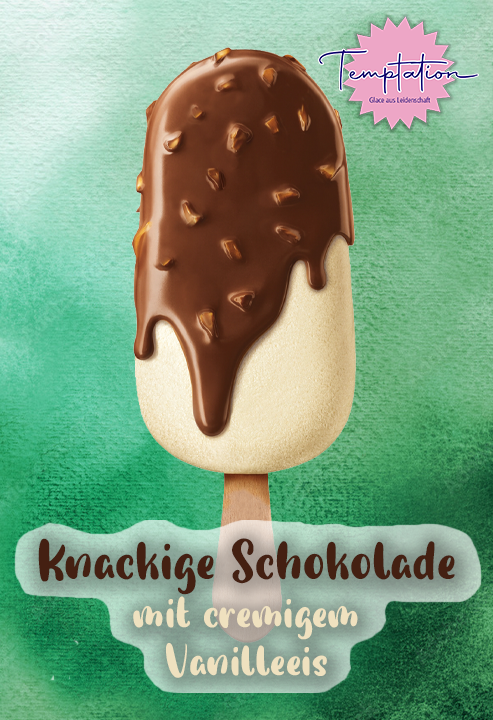 Temptation
Glace aus Leidenschaft
Knackige Schokolade
mit cremigem
Vanilleeis